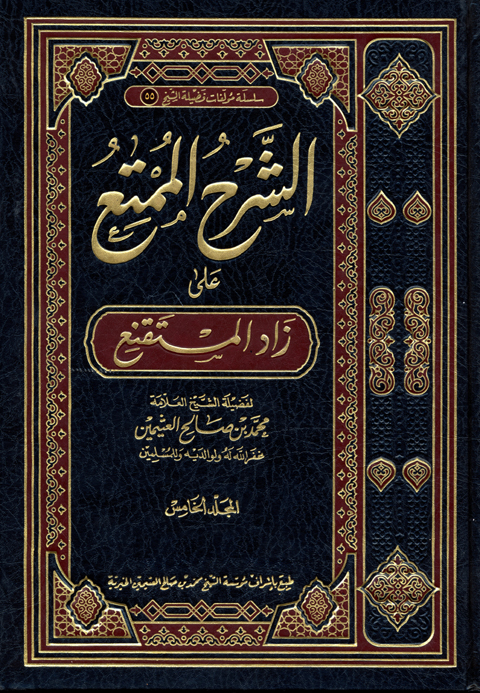 سلسلة مؤلفات فضيلة الشيخ ٥٥
الشرح الممتع
على
زاد المستقنع
لفضيلة الشيخ العلامة
محمد بن صالح العثيمين
غفر الله له ولوالديه وللمسلمين
المجلد الخامس
طبع بإشراف مؤسسة الشيخ محمد بن صالح العثيمين الخيرية